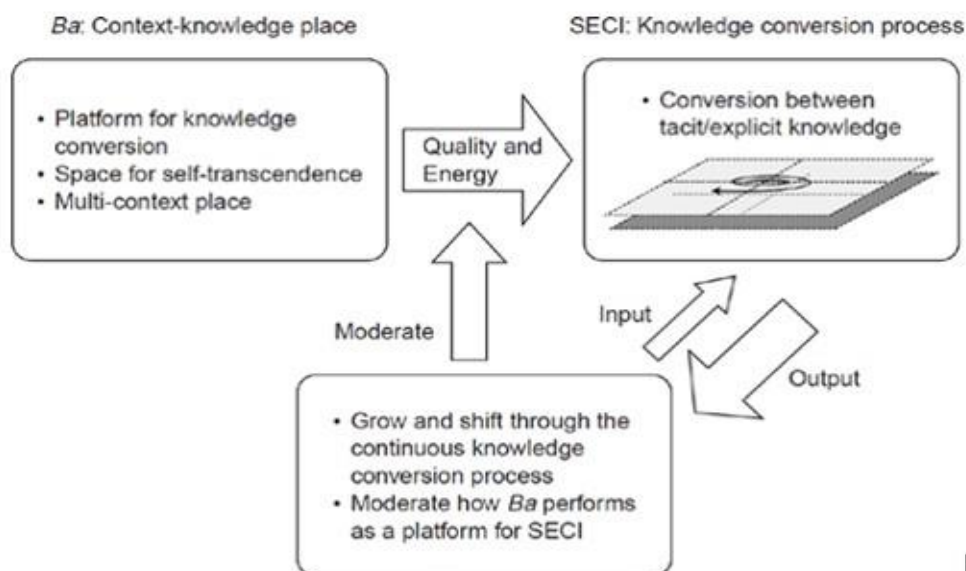 Ba: Context-knowledge place
SECI: Knowledge conversion process
• Platform for knowledge
conversion
• Space for self-transcendence
• Multi-context place
Quality and
Energy
• Conversion between
tacit/explicit knowledge
Moderate
Input
Output
• Grow and shift through the
continuous knowledge
conversion process
• Moderate how Ba performs
as a platform for SECI